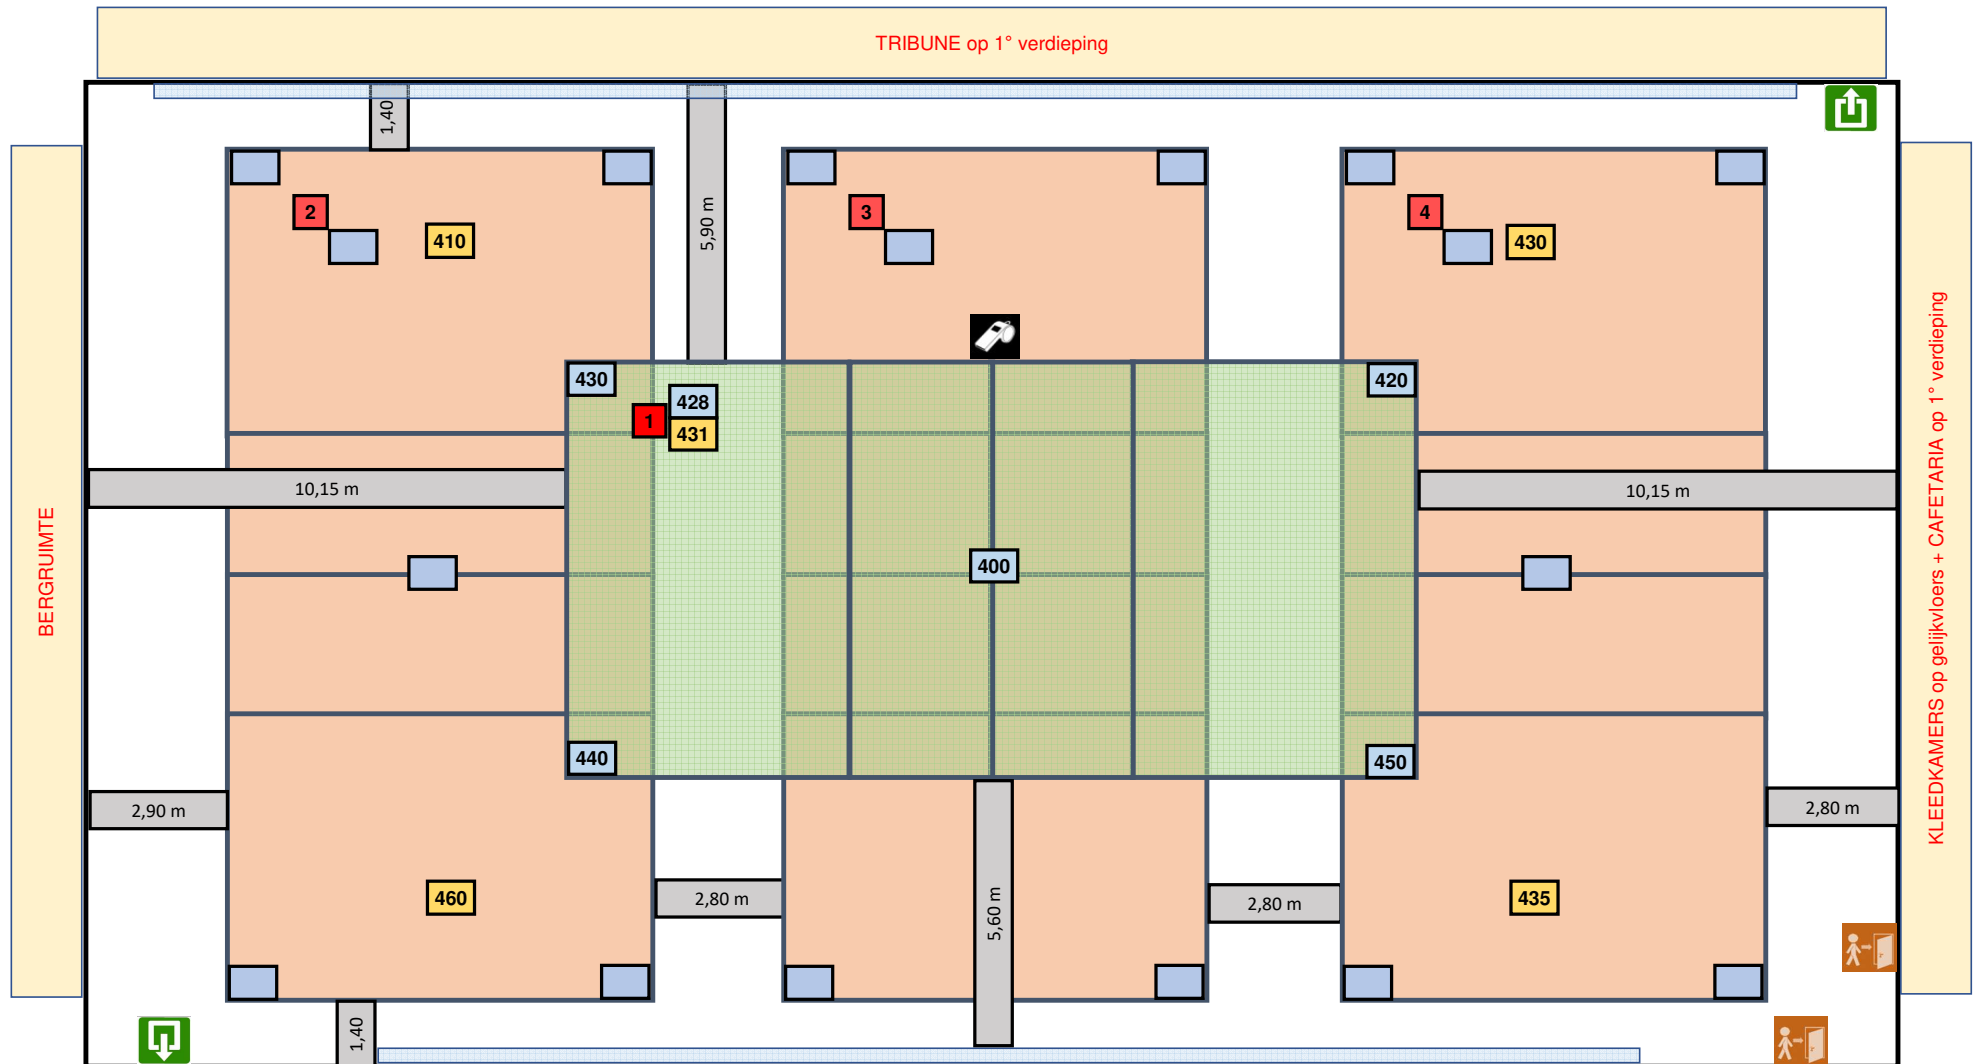 TRIBUNE op 1° verdieping
1,40
5,90 m
2
410
3
4
430
430
428
1
431
420
10,15 m
10,15 m
BERGRUIMTE
KLEEDKAMERS op gelijkvloers + CAFETARIA op 1° verdieping
400
440
450
2,90 m
2,80 m
460
2,80 m
5,60 m
2,80 m
435
1,40